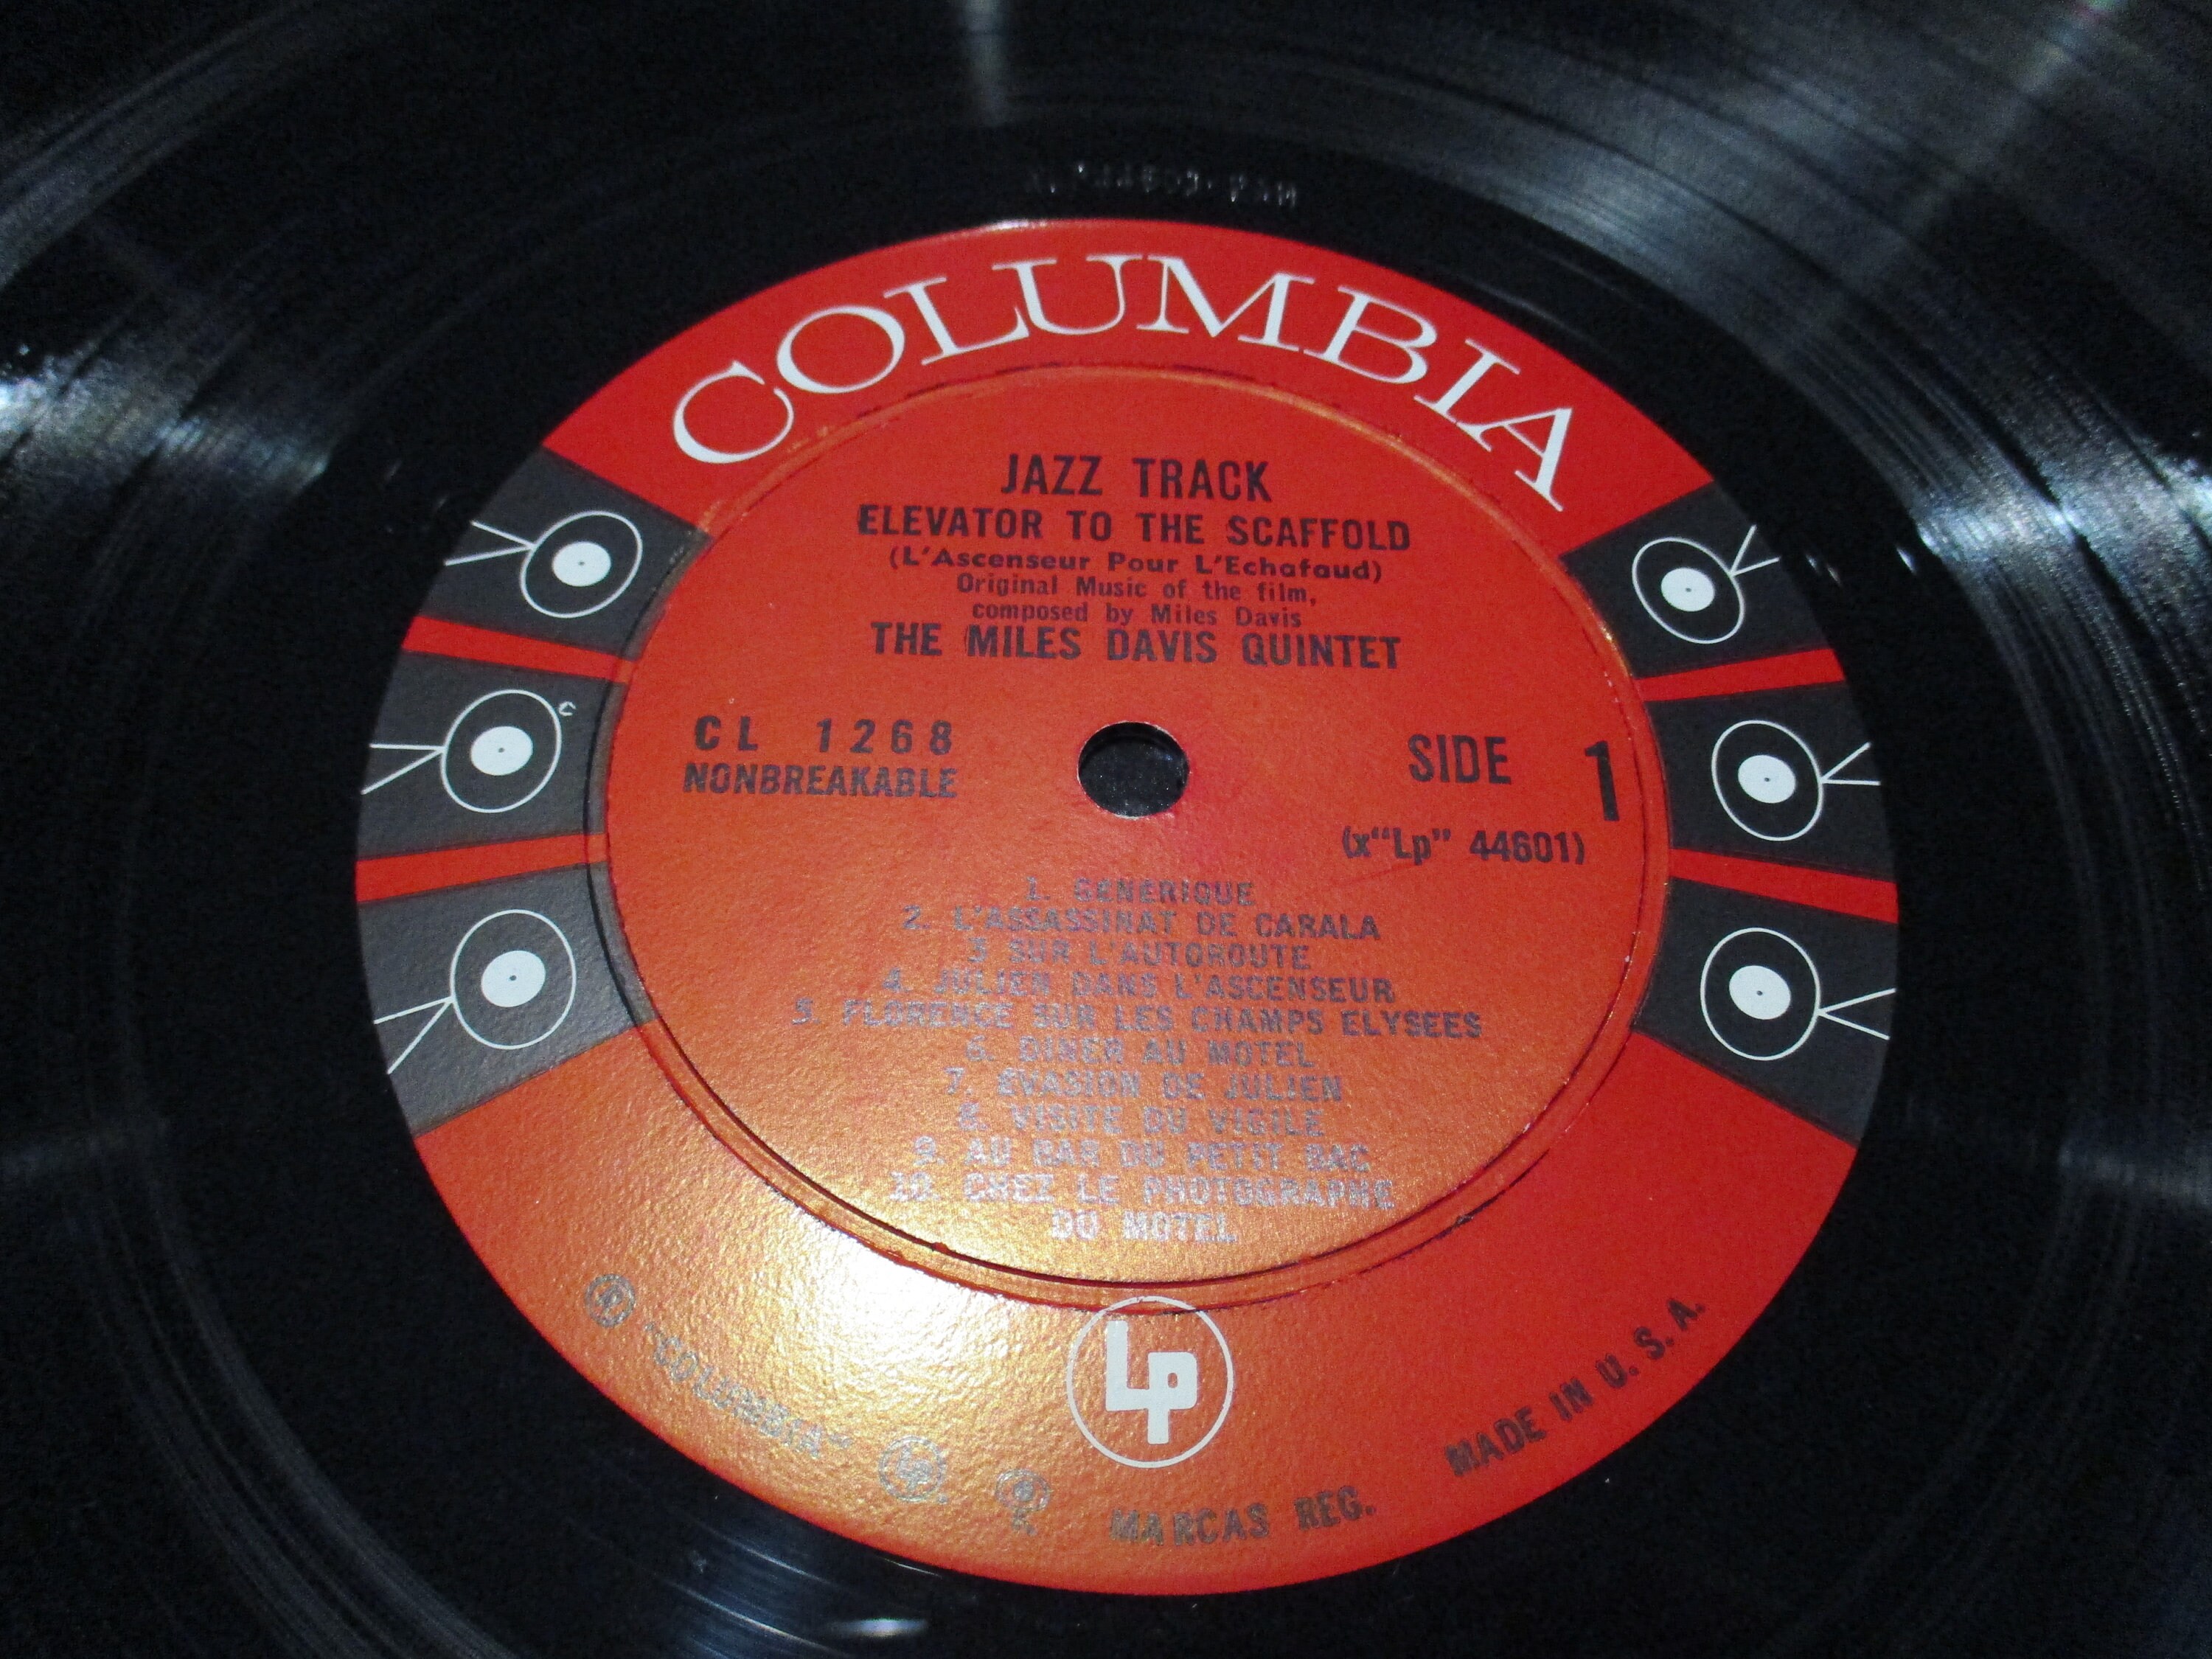 COLUMBIA
JAZZ TRACK
ELEVATOR TO THE SCAFFOLD
(L'Ascenseur Pour L'Echafaud)
Original Music of the film,
composed by Miles Davis
THE MILES DAVIS QUINTET
CL 1268
NONBREAKABLE
SIDE 1
(x"Lp" 44601)
1. GENERIQUE
2. L'ASSASSINAT DE CARALA
3 SUR L'AUTOROUTE
4. JULIEN DANS L'ASCENSEUR
5. FLORENCE SUR LES CHAMPS ELYSEES
6. DINER AU MOTEL
7. EVASION DE JULIEN
8. VISITE DU VIGILE
9. AU BAR DU PETIT BAC
10. CHEZ LE PHOTOGRAPHE
DU MOTEL
Lp
"COLUMBIA" MARCAS REG. MADE IN U.S.A.